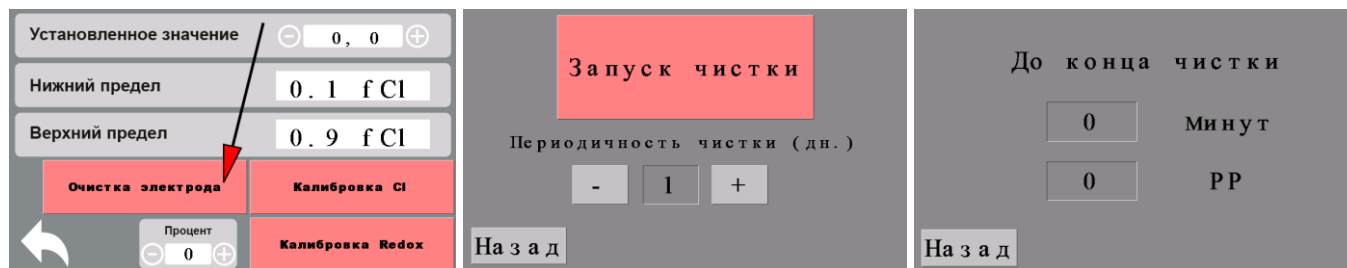 Установленное значение 0, 0
Нижний предел 0.1 fCl
Верхний предел 0.9 fCl
Очистка электрода Калибровка Cl
Процент
0
Калибровка Redox
Запуск чистки
Периодичность чистки (дн.)
- 1 +
Назад
До конца чистки
0 минут
0 PP
Назад